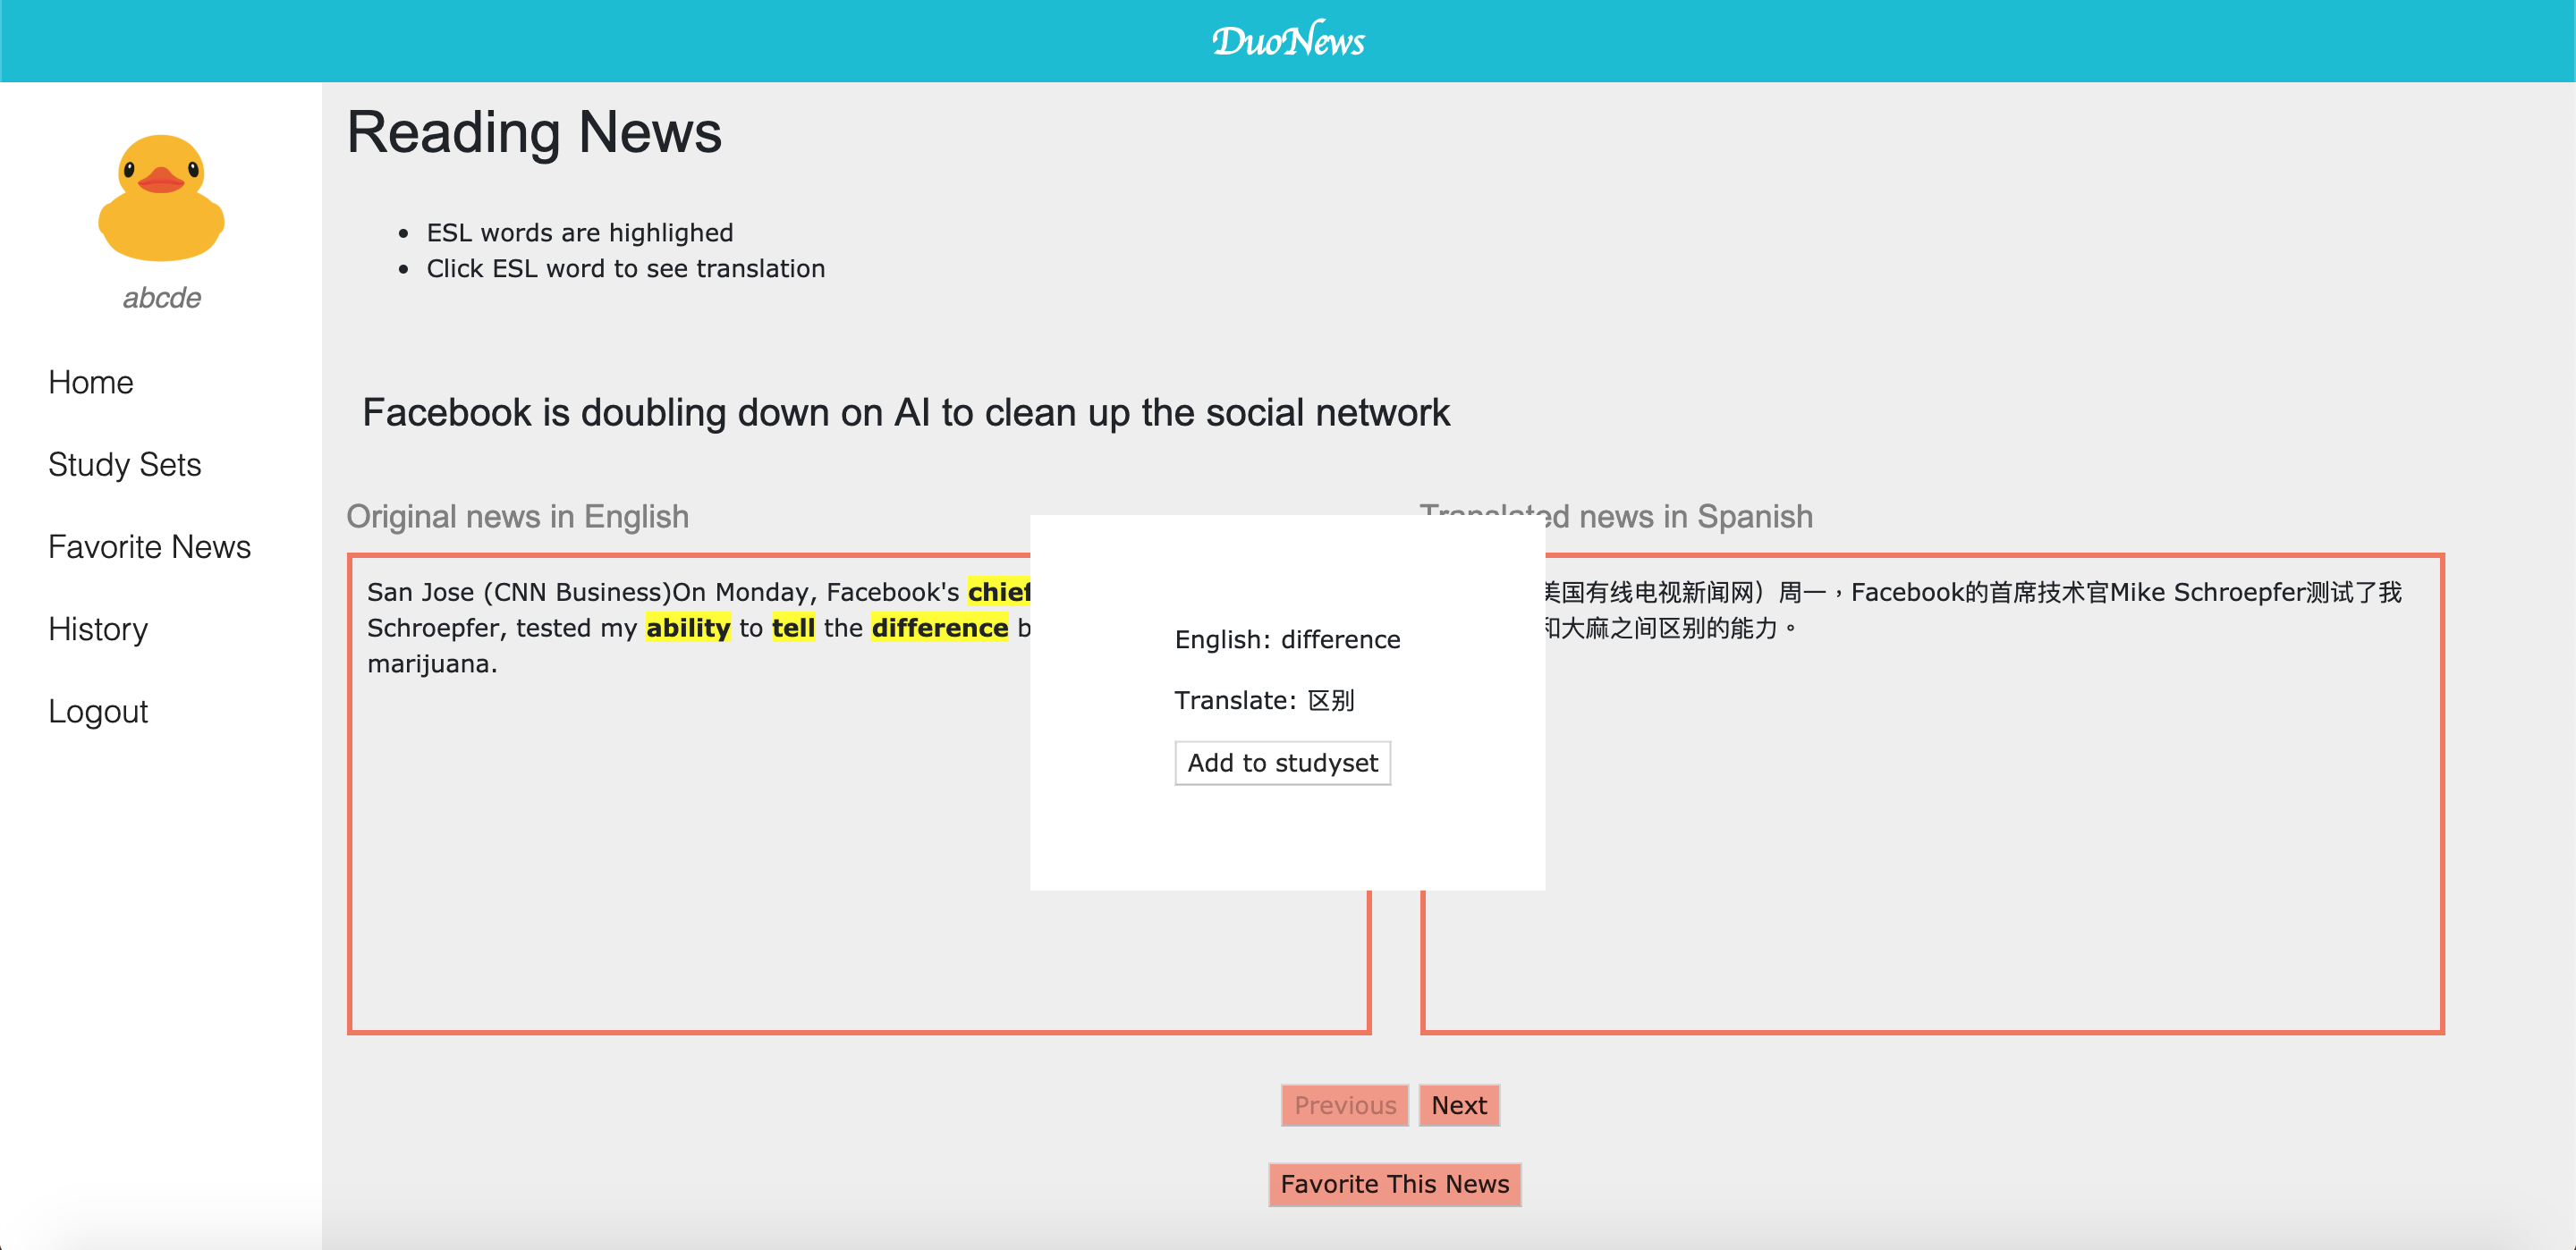 DuoNews
abcde
Home
Study Sets
Favorite News
History
Logout
Reading News
ESL words are highlighed
Click ESL word to see translation
Facebook is doubling down on AI to clean up the social network
Original news in English
San Jose (CNN Business)On Monday, Facebook's chief
Schroepfer, tested my ability to tell the difference
marijuana.
Translated news in Spanish
美国有线电视新闻网）周一，Facebook的首席技术官Mike Schroepfer测试了我
和大麻之间区别的能力。
English: difference
Translate: 区别
Add to studyset
Previous
Next
Favorite This News